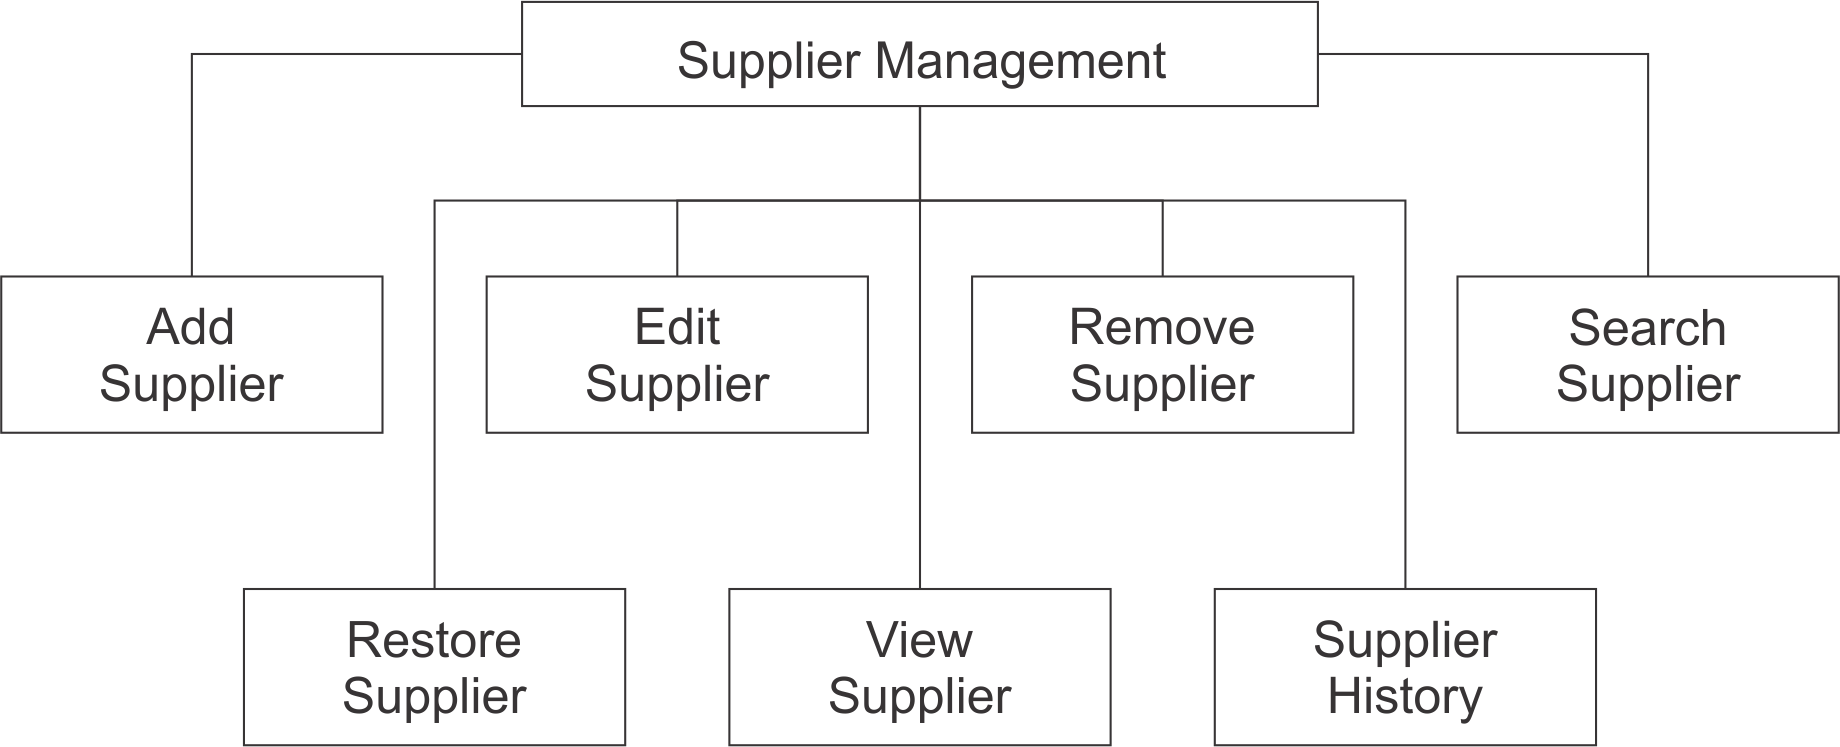 Supplier Management
Add
Supplier
Edit
Supplier
Remove
Supplier
Search
Supplier
Restore
Supplier
View
Supplier
Supplier
History